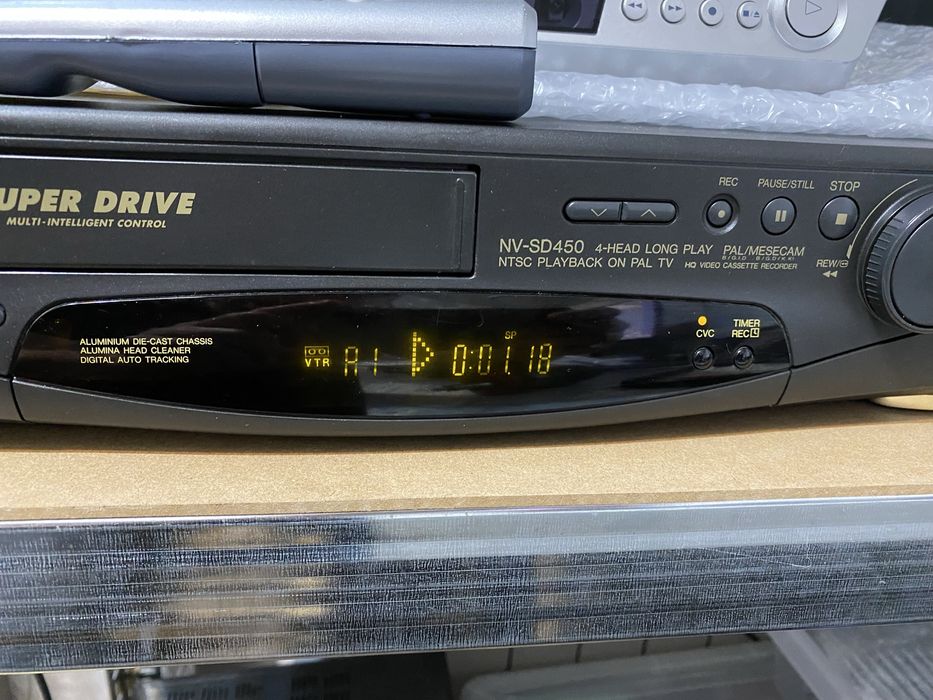 UPER DRIVE
MULTI-INTELLIGENT CONTROL
REC
PAUSE/STILL
STOP
NV-SD450 4-HEAD LONG PLAY PAL/MESECAM
NTSC PLAYBACK ON PAL TV HQ VIDEO CASSETTE RECORDER
REW/
ALUMINIUM DIE-CAST CHASSIS
ALUMINA HEAD CLEANER
DIGITAL AUTO TRACKING
SP
VTR A1 0:01.18
CVC
TIMER
REC